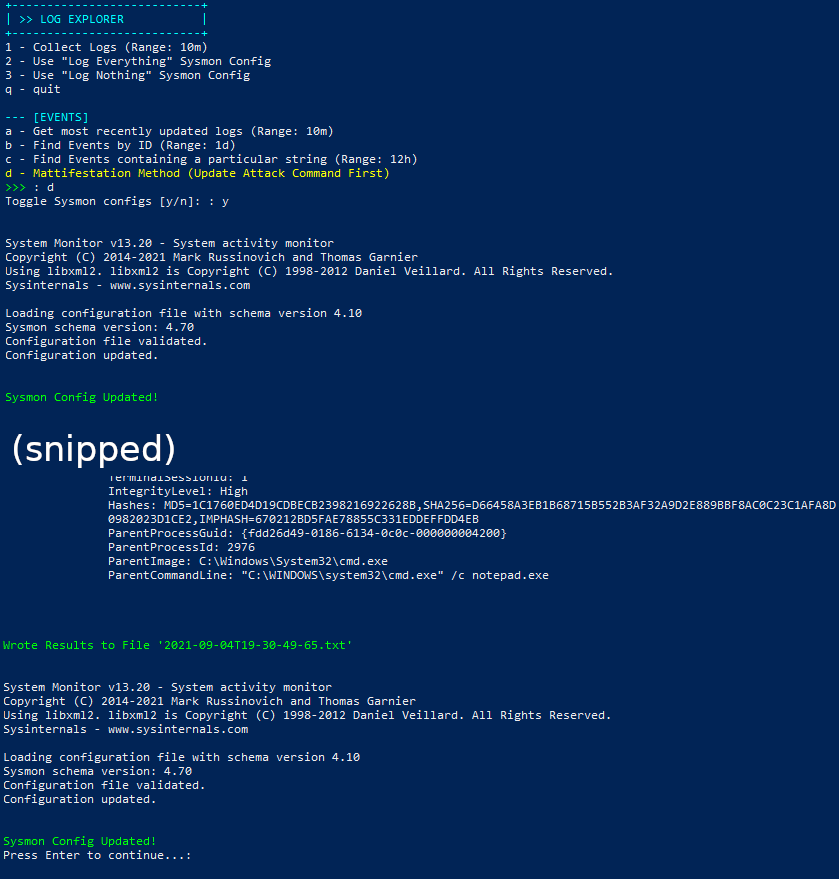 +---------------------------+
| >> LOG EXPLORER           |
+---------------------------+
1 - Collect Logs (Range: 10m)
2 - Use "Log Everything" Sysmon Config
3 - Use "Log Nothing" Sysmon Config
q - quit
--- [EVENTS]
a - Get most recently updated logs (Range: 10m)
b - Find Events by ID (Range: 1d)
c - Find Events containing a particular string (Range: 12h)
d - Mattifestation Method (Update Attack Command First)
>>> : d
Toggle Sysmon configs [y/n]: : y
System Monitor v13.20 - System activity monitor
Copyright (C) 2014-2021 Mark Russinovich and Thomas Garnier
Using libxml2. libxml2 is Copyright (C) 1998-2012 Daniel Veillard. All Rights Reserved.
Sysinternals - www.sysinternals.com
Loading configuration file with schema version 4.10
Sysmon schema version: 4.70
Configuration file validated.
Configuration updated.
Sysmon Config Updated!
(snipped)
TerminalSessionId: 1
IntegrityLevel: High
Hashes: MD5=1C1760ED4D19CDBECB2398216922628B,SHA256=D66458A3EB1B68715B552B3AF32A9D2E889BBF8AC0C23C1AFA8D
0982023D1CE2,IMPHASH=670212BD5FAE78855C331EDDEFFDD4EB
ParentProcessGuid: {fdd26d49-0186-6134-0c0c-000000004200}
ParentProcessId: 2976
ParentImage: C:\Windows\System32\cmd.exe
ParentCommandLine: "C:\WINDOWS\system32\cmd.exe" /c notepad.exe
Wrote Results to File '2021-09-04T19-30-49-65.txt'
System Monitor v13.20 - System activity monitor
Copyright (C) 2014-2021 Mark Russinovich and Thomas Garnier
Using libxml2. libxml2 is Copyright (C) 1998-2012 Daniel Veillard. All Rights Reserved.
Sysinternals - www.sysinternals.com
Loading configuration file with schema version 4.10
Sysmon schema version: 4.70
Configuration file validated.
Configuration updated.
Sysmon Config Updated!
Press Enter to continue...: